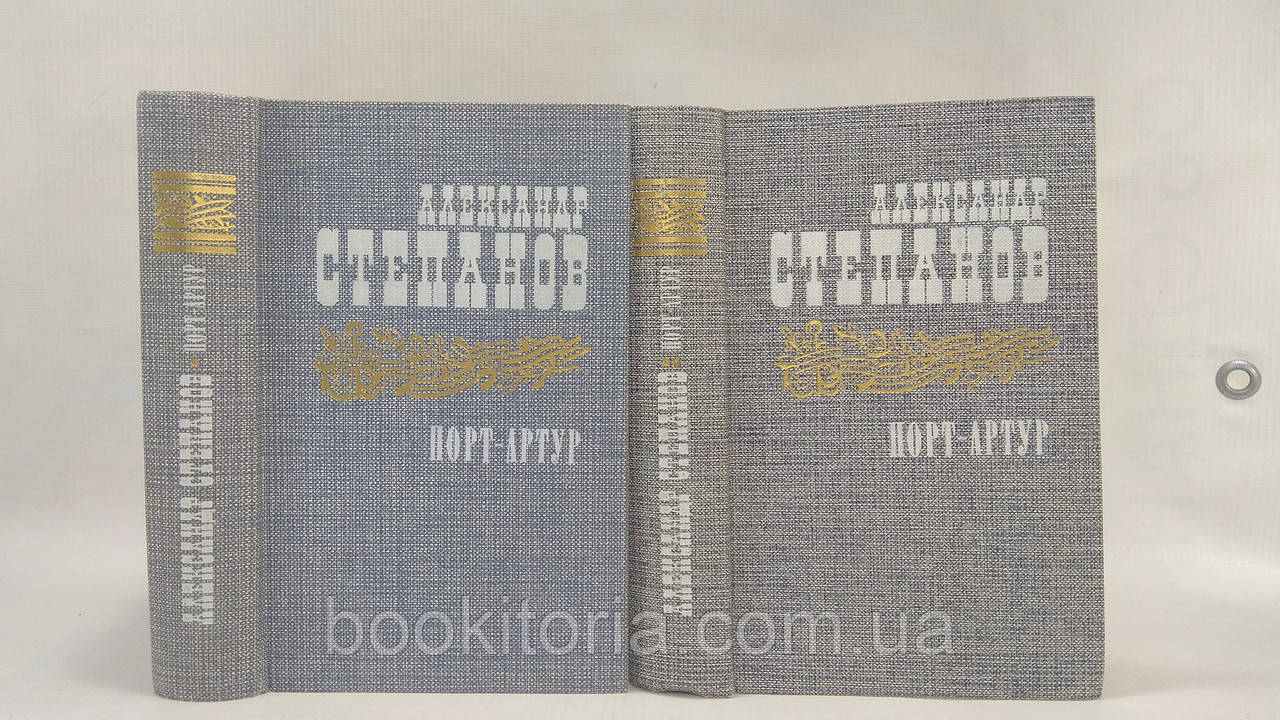 АЛЕКСАНДР СТЕПАНОВ ПОРТ-АРТУР
АЛЕКСАНДР
СТЕПАНОВ
ПОРТ-АРТУР
АЛЕКСАНДР СТЕПАНОВ ПОРТ-АРТУР
АЛЕКСАНДР
СТЕПАНОВ
ПОРТ-АРТУР
bookitoria.com.ua